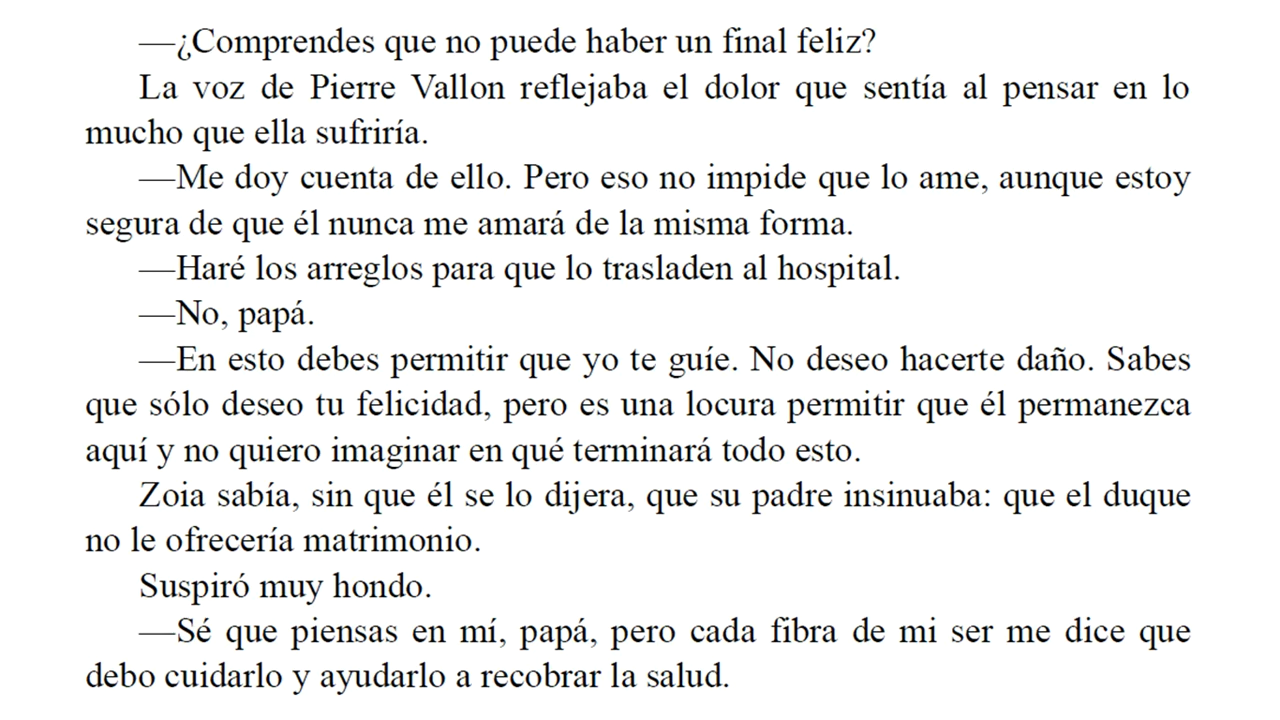 —¿Comprendes que no puede haber un final feliz?
La voz de Pierre Vallon reflejaba el dolor que sentía al pensar en lo
mucho que ella sufriría.
—Me doy cuenta de ello. Pero eso no impide que lo ame, aunque estoy
segura de que él nunca me amará de la misma forma.
—Haré los arreglos para que lo trasladen al hospital.
—No, papá.
—En esto debes permitir que yo te guíe. No deseo hacerte daño. Sabes
que sólo deseo tu felicidad, pero es una locura permitir que él permanezca
aquí y no quiero imaginar en qué terminará todo esto.
Zoia sabía, sin que él se lo dijera, que su padre insinuaba: que el duque
no le ofrecería matrimonio.
Suspiró muy hondo.
—Sé que piensas en mí, papá, pero cada fibra de mi ser me dice que
debo cuidarlo y ayudarlo a recobrar la salud.